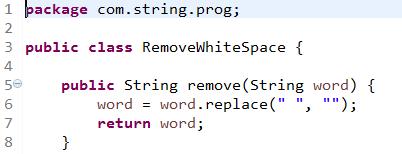 1 package com.string.prog;
2
3 public class RemoveWhiteSpace {
4
5     public String remove(String word) {
6         word = word.replace(" ", "");
7         return word;
8     }